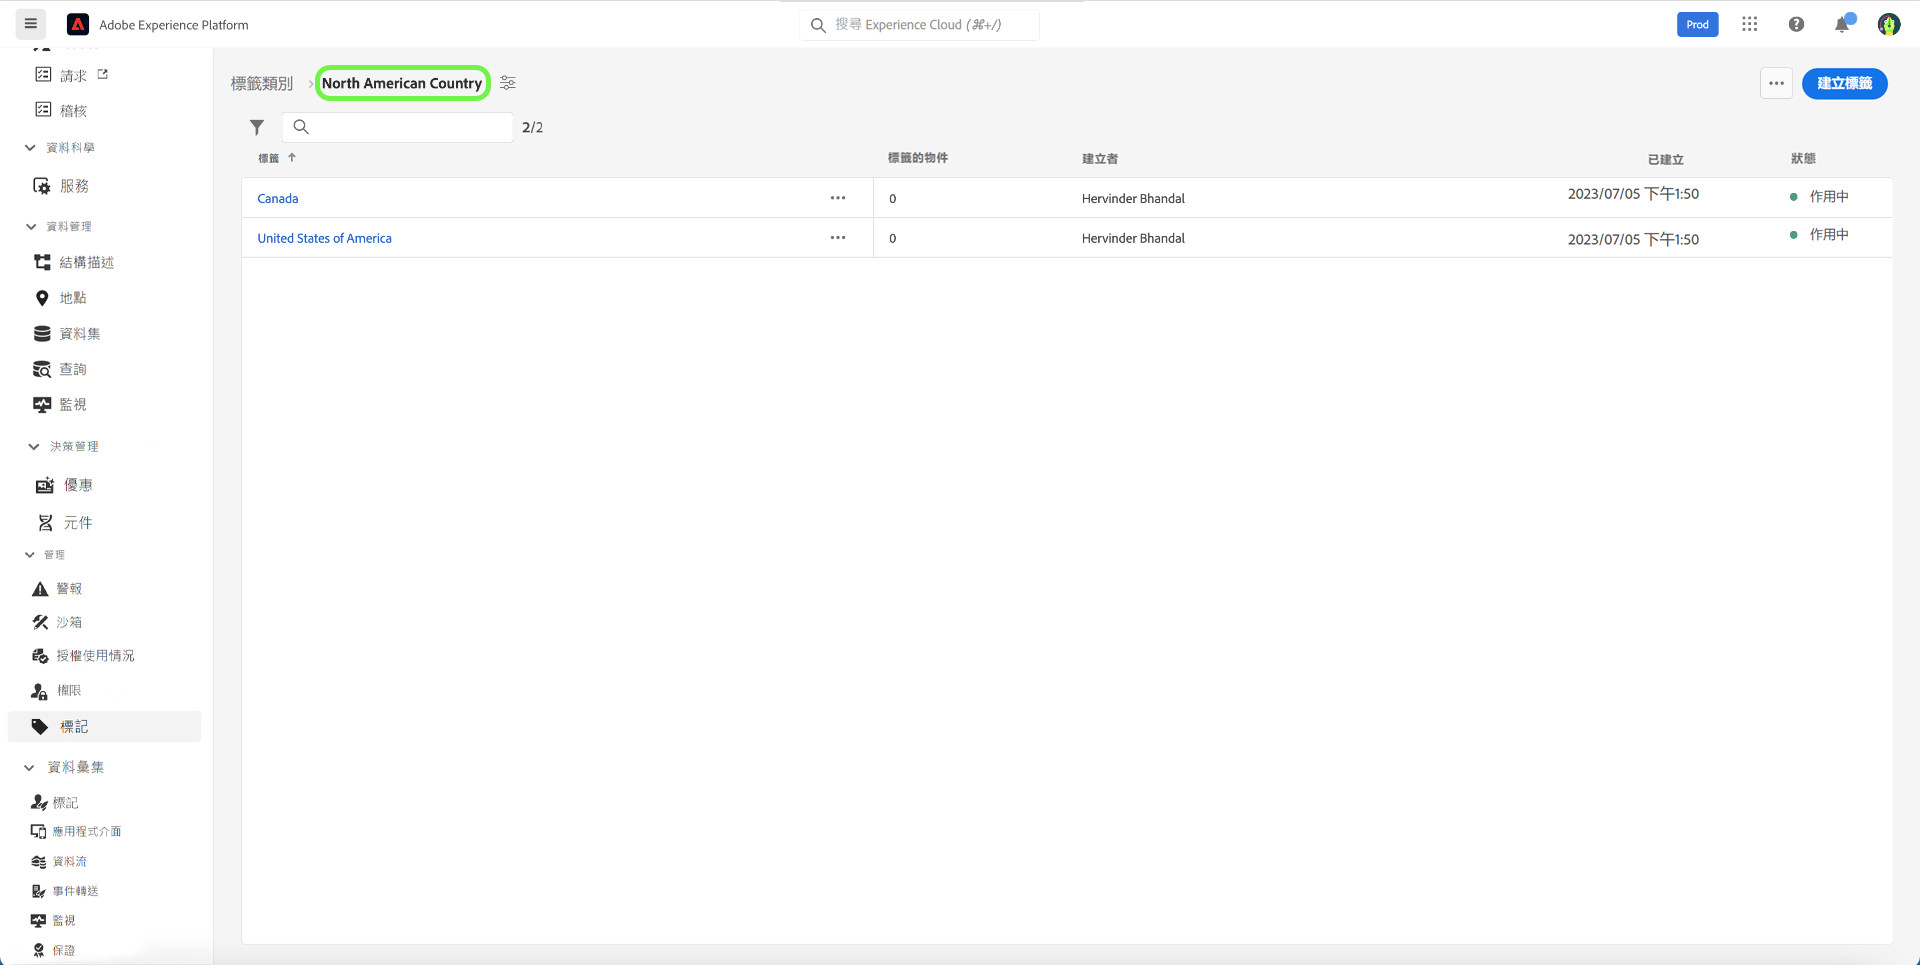 Adobe Experience Platform
搜尋 Experience Cloud (⌘+/)
Prod
請求
稽核
資料科學
服務
資料管理
結構描述
地點
資料集
查詢
監視
決策管理
優惠
元件
管理
警報
沙箱
授權使用情況
權限
標記
資料彙集
標記
應用程式介面
資料流
事件轉送
監視
保證
標籤類別 › North American Country
建立標籤
2/2
標籤 ↑ 標籤的物件 建立者 已建立 狀態
Canada 0 Hervinder Bhandal 2023/07/05 下午1:50 作用中
United States of America 0 Hervinder Bhandal 2023/07/05 下午1:50 作用中